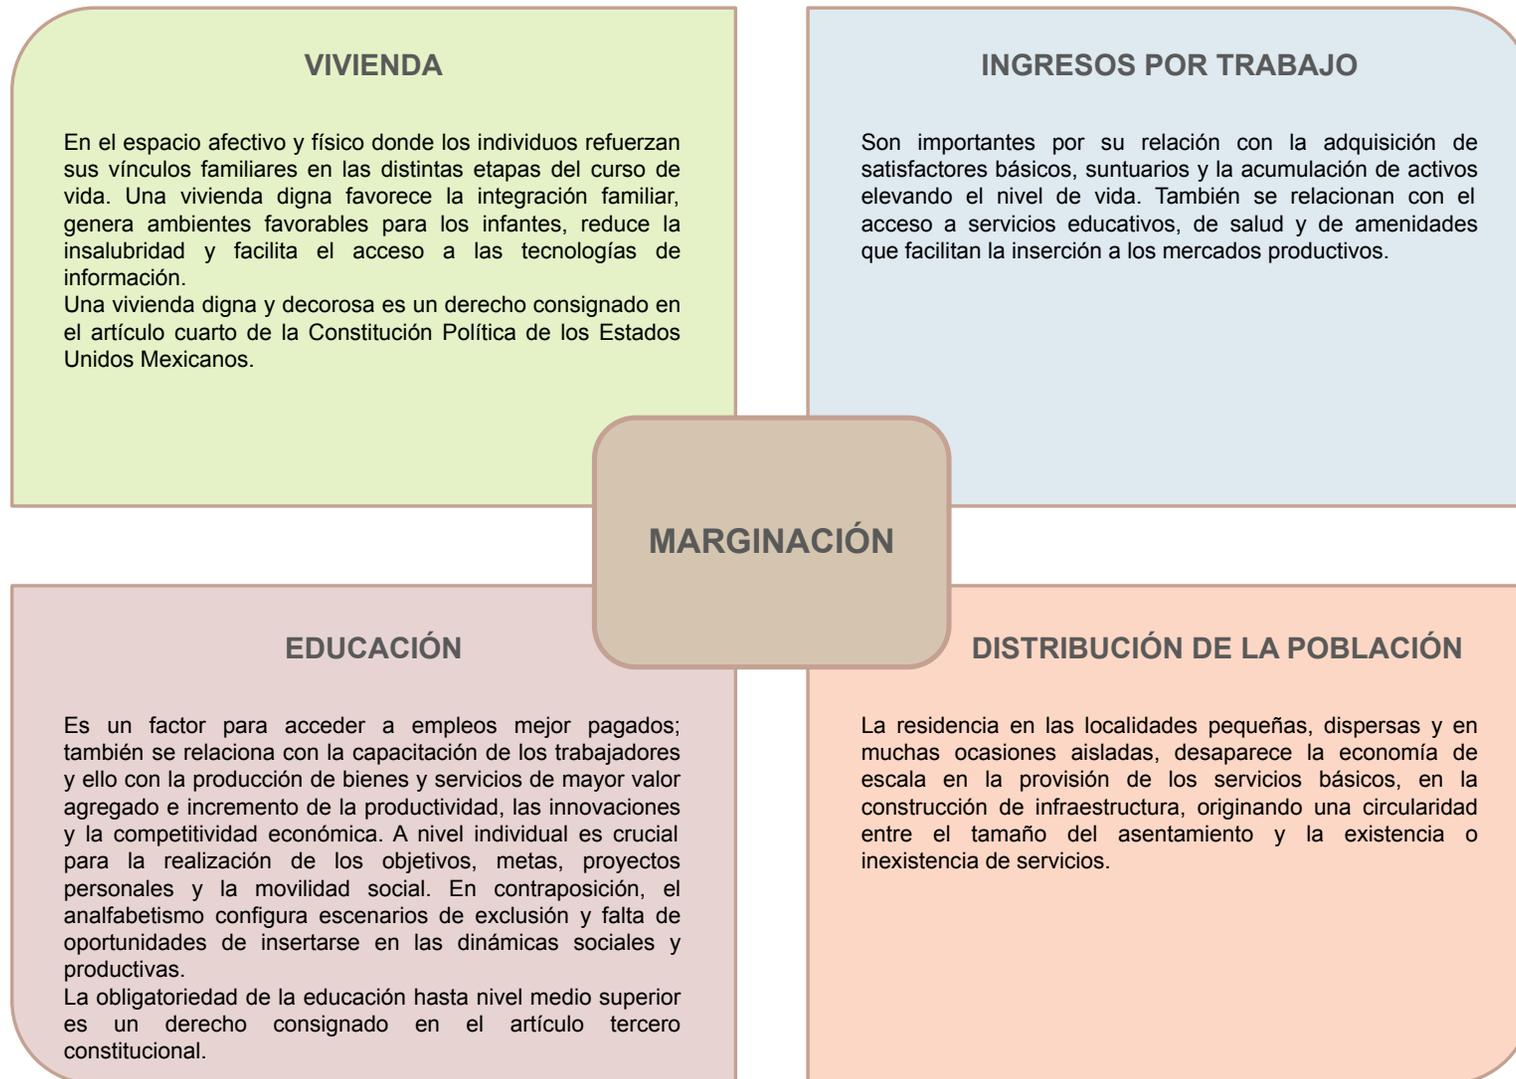 VIVIENDA
En el espacio afectivo y físico donde los individuos refuerzan
sus vínculos familiares en las distintas etapas del curso de
vida. Una vivienda digna favorece la integración familiar,
genera ambientes favorables para los infantes, reduce la
insalubridad y facilita el acceso a las tecnologías de
información.
Una vivienda digna y decorosa es un derecho consignado en
el artículo cuarto de la Constitución Política de los Estados
Unidos Mexicanos.
INGRESOS POR TRABAJO
Son importantes por su relación con la adquisición de
satisfactores básicos, suntuarios y la acumulación de activos
elevando el nivel de vida. También se relacionan con el
acceso a servicios educativos, de salud y de amenidades
que facilitan la inserción a los mercados productivos.
MARGINACIÓN
EDUCACIÓN
Es un factor para acceder a empleos mejor pagados;
también se relaciona con la capacitación de los trabajadores
y ello con la producción de bienes y servicios de mayor valor
agregado e incremento de la productividad, las innovaciones
y la competitividad económica. A nivel individual es crucial
para la realización de los objetivos, metas, proyectos
personales y la movilidad social. En contraposición, el
analfabetismo configura escenarios de exclusión y falta de
oportunidades de insertarse en las dinámicas sociales y
productivas.
La obligatoriedad de la educación hasta nivel medio superior
es un derecho consignado en el artículo tercero
constitucional.
DISTRIBUCIÓN DE LA POBLACIÓN
La residencia en las localidades pequeñas, dispersas y en
muchas ocasiones aisladas, desaparece la economía de
escala en la provisión de los servicios básicos, en la
construcción de infraestructura, originando una circularidad
entre el tamaño del asentamiento y la existencia o
inexistencia de servicios.